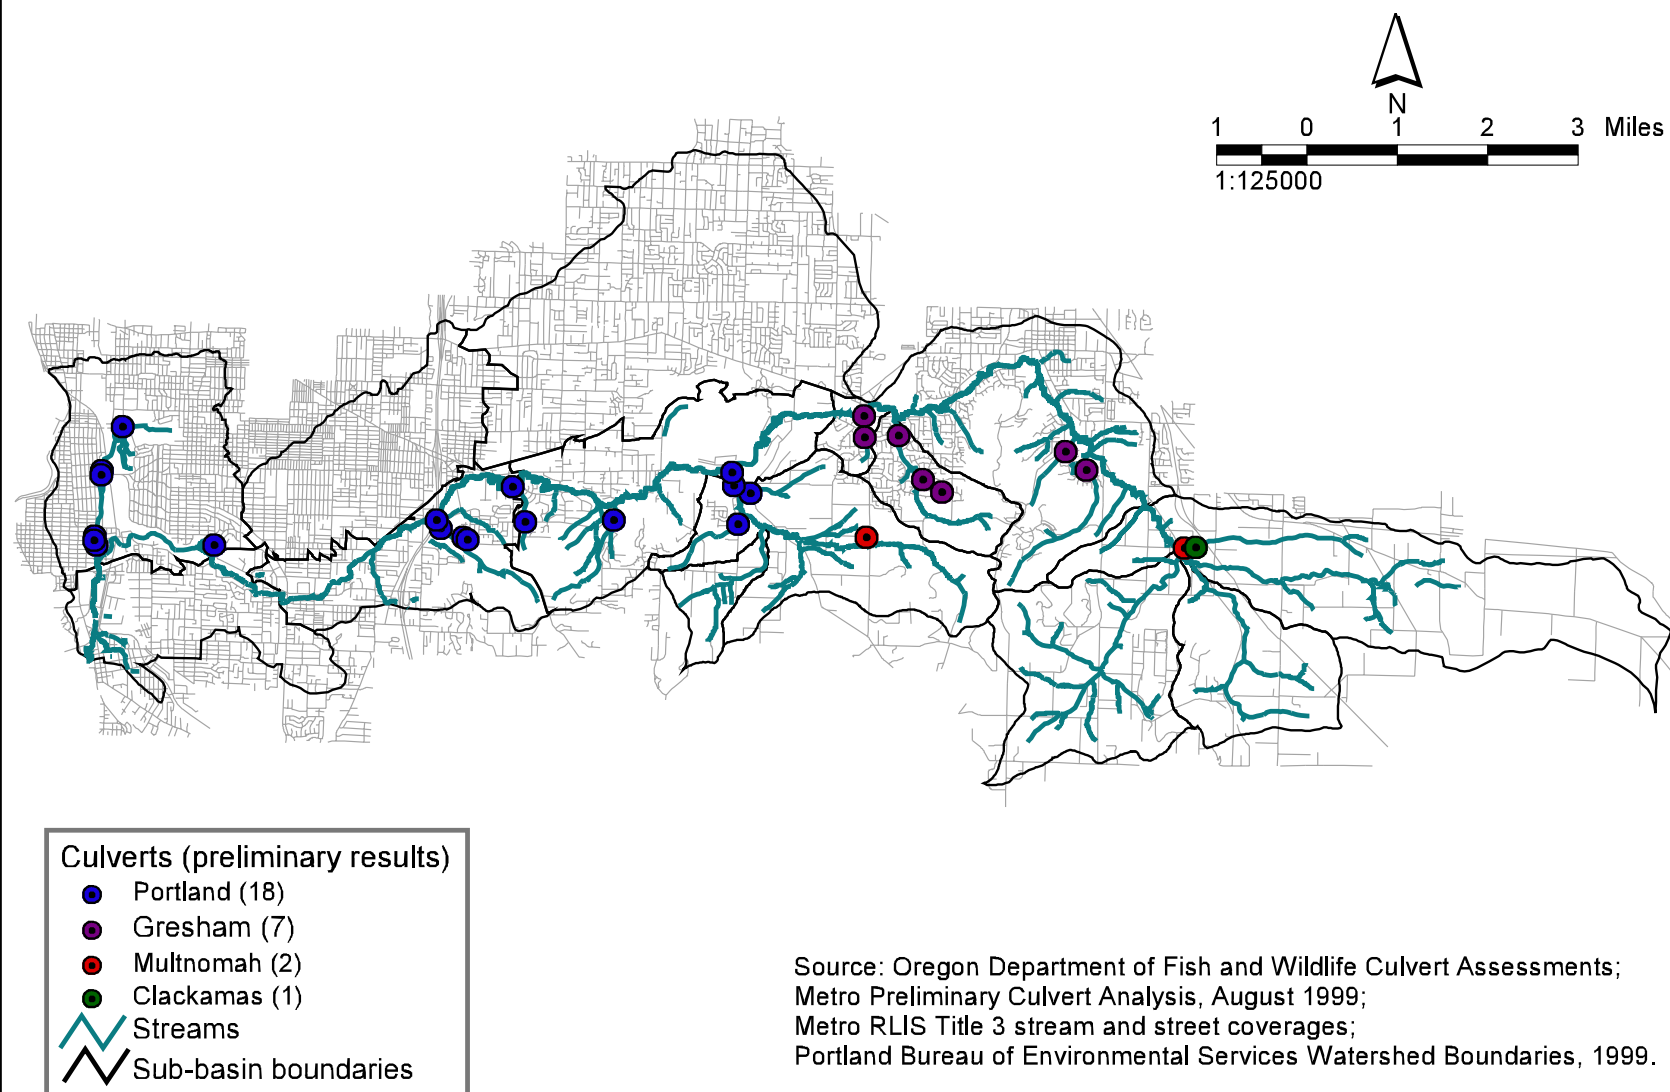 N
1 0 1 2 3 Miles
1:125000
Culverts (preliminary results)
Portland (18)
Gresham (7)
Multnomah (2)
Clackamas (1)
Streams
Sub-basin boundaries
Source: Oregon Department of Fish and Wildlife Culvert Assessments;
Metro Preliminary Culvert Analysis, August 1999;
Metro RLIS Title 3 stream and street coverages;
Portland Bureau of Environmental Services Watershed Boundaries, 1999.